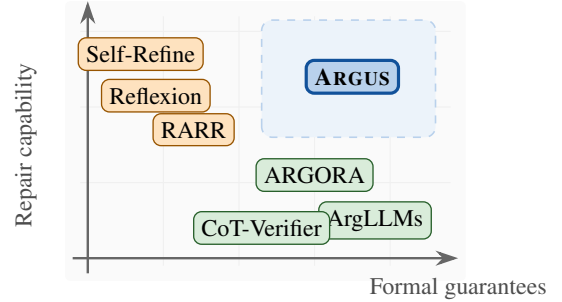 Repair capability
Self-Refine
ARGUS
Reflexion
RARR
ARGORA
ArgLLMs
CoT-Verifier
Formal guarantees